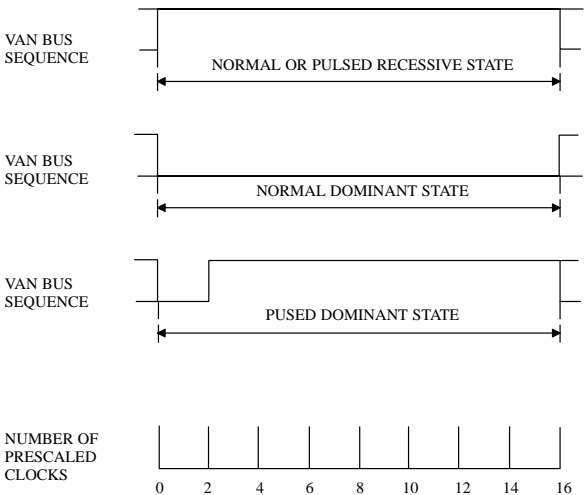 VAN BUS
SEQUENCE
NORMAL OR PULSED RECESSIVE STATE
VAN BUS
SEQUENCE
NORMAL DOMINANT STATE
VAN BUS
SEQUENCE
PUSED DOMINANT STATE
NUMBER OF
PRESCALED
CLOCKS
0 2 4 6 8 10 12 14 16